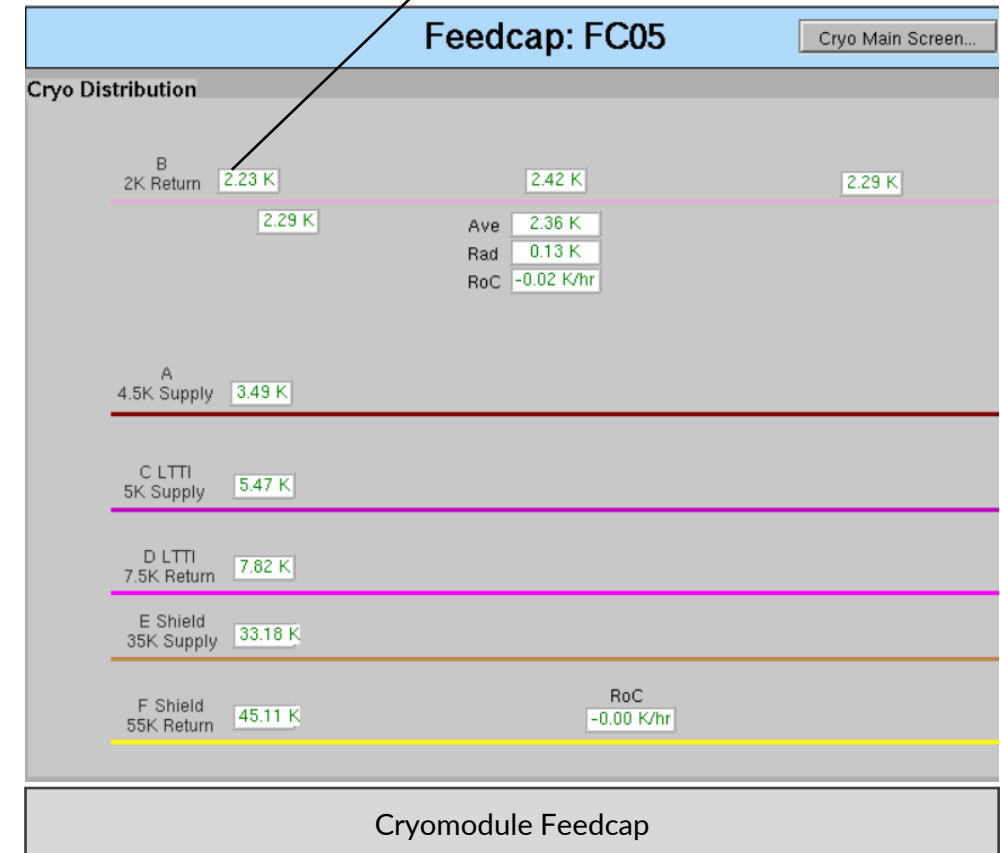 Feedcap: FC05
Cryo Main Screen...
Cryo Distribution
B
2K Return
2.23 K
2.42 K
2.29 K
2.29 K
Ave 2.36 K
Rad 0.13 K
RoC -0.02 K/hr
A
4.5K Supply
3.49 K
C LTTI
5K Supply
5.47 K
D LTTI
7.5K Return
7.82 K
E Shield
35K Supply
33.18 K
F Shield
55K Return
45.11 K
RoC
-0.00 K/hr
Cryomodule Feedcap